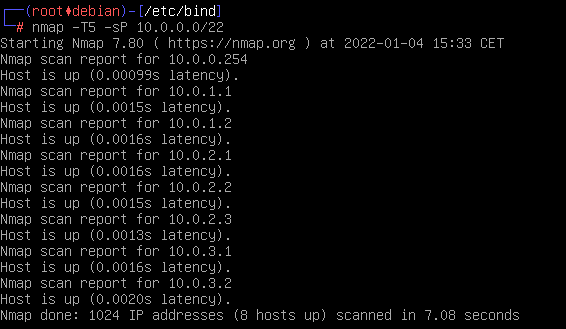 ┌──(root♦debian)-[/etc/bind]
└─# nmap -T5 -sP 10.0.0.0/22
Starting Nmap 7.80 ( https://nmap.org ) at 2022-01-04 15:33 CET
Nmap scan report for 10.0.0.254
Host is up (0.00099s latency).
Nmap scan report for 10.0.1.1
Host is up (0.0015s latency).
Nmap scan report for 10.0.1.2
Host is up (0.0016s latency).
Nmap scan report for 10.0.2.1
Host is up (0.0016s latency).
Nmap scan report for 10.0.2.2
Host is up (0.0015s latency).
Nmap scan report for 10.0.2.3
Host is up (0.0013s latency).
Nmap scan report for 10.0.3.1
Host is up (0.0016s latency).
Nmap scan report for 10.0.3.2
Host is up (0.0020s latency).
Nmap done: 1024 IP addresses (8 hosts up) scanned in 7.08 seconds